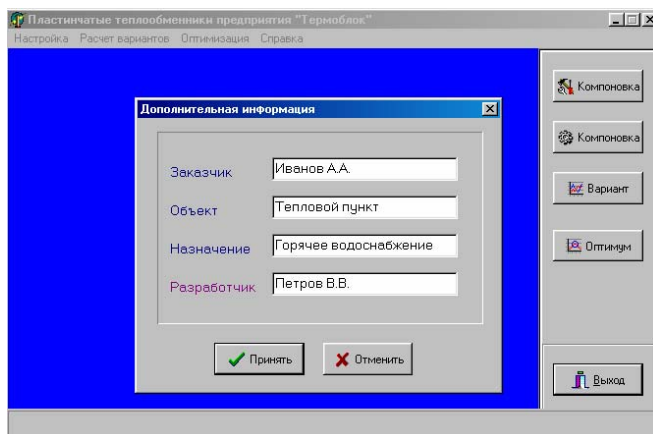 Пластинчатые теплообменники предприятия "Термоблок"
Настройка Расчет вариантов Оптимизация Справка
Компоновка
Компоновка
Вариант
Оптимум
Выход
Дополнительная информация
Заказчик Иванов А.А.
Объект Тепловой пункт
Назначение Горячее водоснабжение
Разработчик Петров В.В.
Принять Отменить